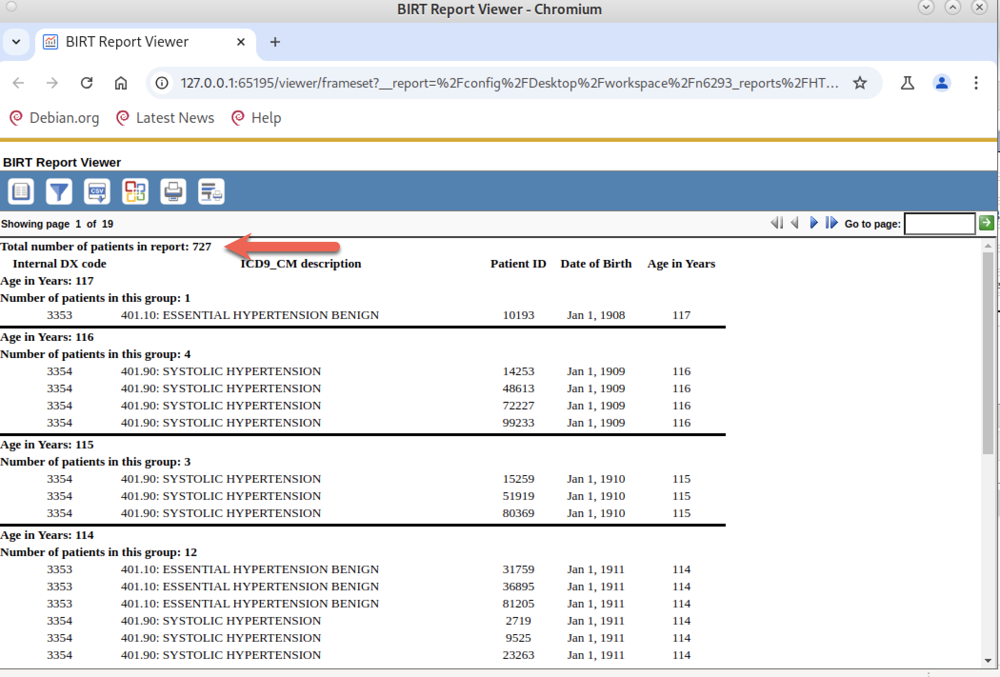 BIRT Report Viewer - Chromium
BIRT Report Viewer
127.0.0.1:65195/viewer/frameset?__report=%2Fconfig%2FDesktop%2Fworkspace%2Fn6293_reports%2FHT...
Debian.org Latest News Help
BIRT Report Viewer
CSV
Showing page 1 of 19 Go to page:
Total number of patients in report: 727
Internal DX code ICD9_CM description Patient ID Date of Birth Age in Years
Age in Years: 117
Number of patients in this group: 1
3353 401.10: ESSENTIAL HYPERTENSION BENIGN 10193 Jan 1, 1908 117
Age in Years: 116
Number of patients in this group: 4
3354 401.90: SYSTOLIC HYPERTENSION 14253 Jan 1, 1909 116
3354 401.90: SYSTOLIC HYPERTENSION 48613 Jan 1, 1909 116
3354 401.90: SYSTOLIC HYPERTENSION 72227 Jan 1, 1909 116
3354 401.90: SYSTOLIC HYPERTENSION 99233 Jan 1, 1909 116
Age in Years: 115
Number of patients in this group: 3
3354 401.90: SYSTOLIC HYPERTENSION 15259 Jan 1, 1910 115
3354 401.90: SYSTOLIC HYPERTENSION 51919 Jan 1, 1910 115
3354 401.90: SYSTOLIC HYPERTENSION 80369 Jan 1, 1910 115
Age in Years: 114
Number of patients in this group: 12
3353 401.10: ESSENTIAL HYPERTENSION BENIGN 31759 Jan 1, 1911 114
3353 401.10: ESSENTIAL HYPERTENSION BENIGN 36895 Jan 1, 1911 114
3353 401.10: ESSENTIAL HYPERTENSION BENIGN 81205 Jan 1, 1911 114
3354 401.90: SYSTOLIC HYPERTENSION 2719 Jan 1, 1911 114
3354 401.90: SYSTOLIC HYPERTENSION 9525 Jan 1, 1911 114
3354 401.90: SYSTOLIC HYPERTENSION 23263 Jan 1, 1911 114